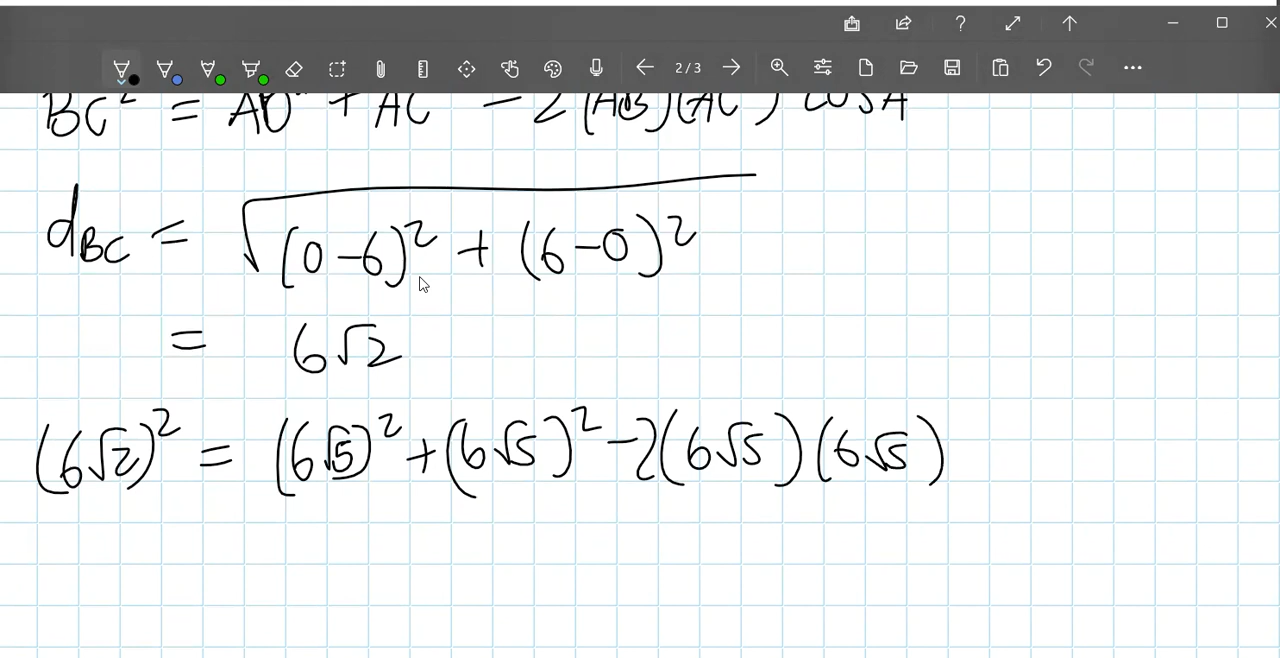 2/3
BC² = AB² + AC² - 2(AB)(AC) cosA
d_BC = √((0-6)² + (6-0)²)
= 6√2
(6√2)² = (6√5)² + (6√5)² - 2(6√5)(6√5)